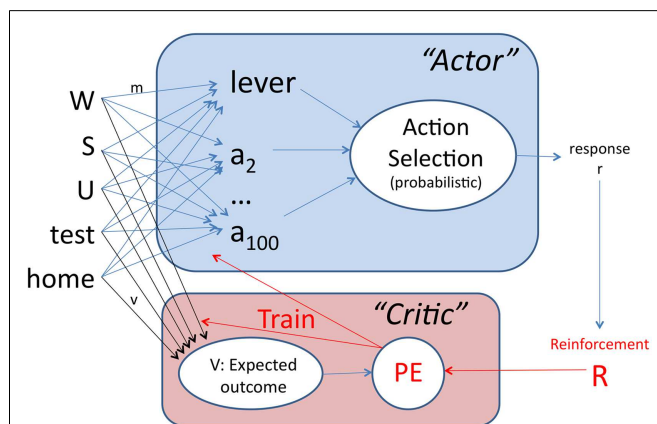 “Actor”
m
lever
W
S
U
test
home
a2
...
a100
Action
Selection
(probabilistic)
response
r
v
“Critic”
Train
V: Expected
outcome
PE
Reinforcement
R